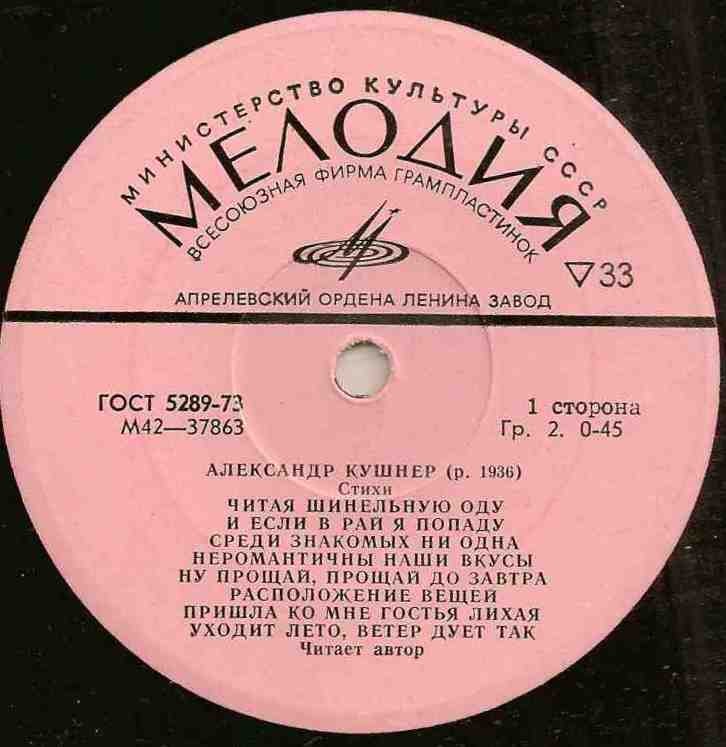 МИНИСТЕРСТВО КУЛЬТУРЫ СССР
МЕЛОДИЯ
ВСЕСОЮЗНАЯ ФИРМА ГРАМПЛАСТИНОК
▽33
АПРЕЛЕВСКИЙ ОРДЕНА ЛЕНИНА ЗАВОД
ГОСТ 5289-73
М42—37863
1 сторона
Гр. 2. 0-45
АЛЕКСАНДР КУШНЕР (р. 1936)
Стихи
ЧИТАЯ ШИНЕЛЬНУЮ ОДУ
И ЕСЛИ В РАЙ Я ПОПАДУ
СРЕДИ ЗНАКОМЫХ НИ ОДНА
НЕРОМАНТИЧНЫ НАШИ ВКУСЫ
НУ ПРОЩАЙ, ПРОЩАЙ ДО ЗАВТРА
РАСПОЛОЖЕНИЕ ВЕЩЕЙ
ПРИШЛА КО МНЕ ГОСТЬЯ ЛИХАЯ
УХОДИТ ЛЕТО, ВЕТЕР ДУЕТ ТАК
Читает автор